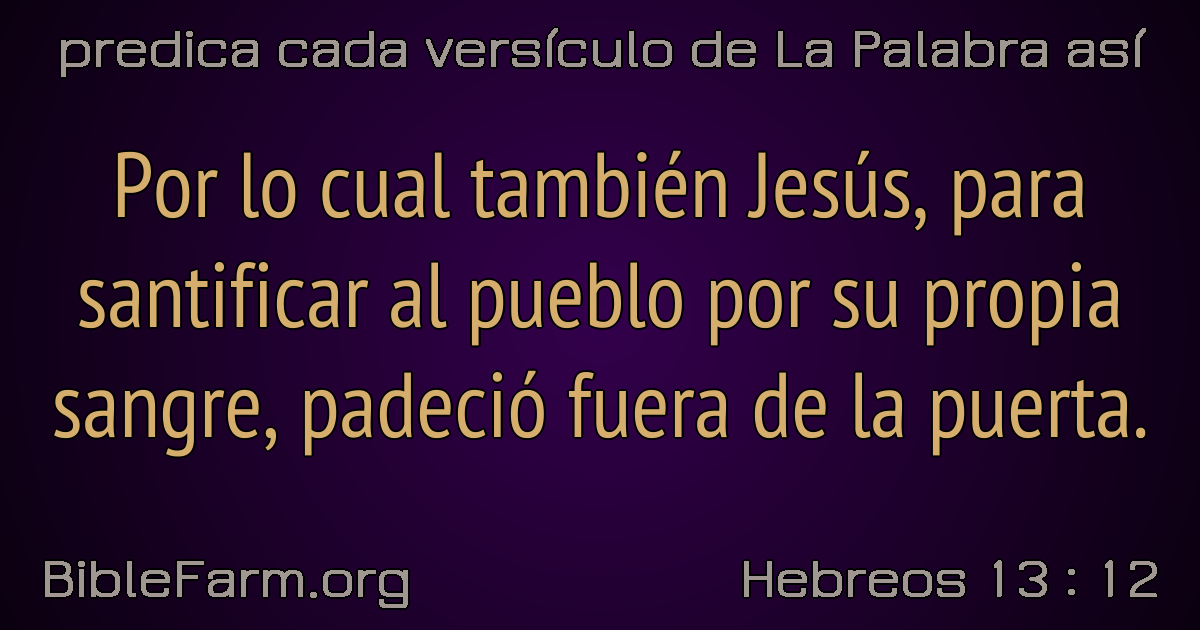 predica cada versículo de La Palabra así
Por lo cual también Jesús, para
santificar al pueblo por su propia
sangre, padeció fuera de la puerta.
BibleFarm.org
Hebreos 13 : 12